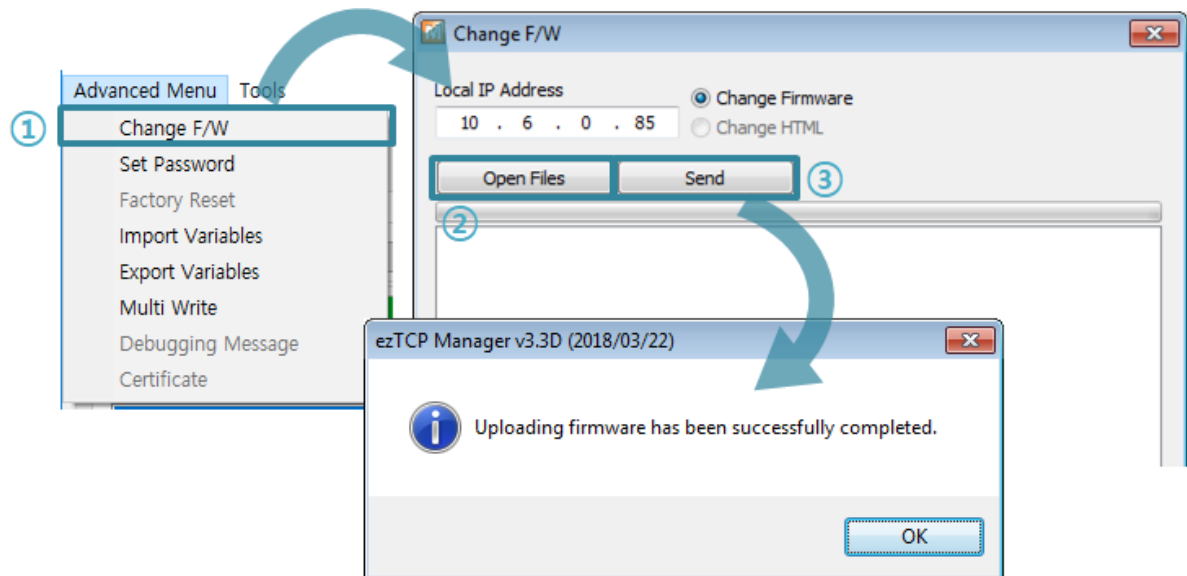 Advanced Menu Tools
① Change F/W
Set Password
Factory Reset
Import Variables
Export Variables
Multi Write
Debugging Message
Certificate
Change F/W
Local IP Address
10 . 6 . 0 . 85
Change Firmware
Change HTML
Open Files Send ③
②
ezTCP Manager v3.3D (2018/03/22)
Uploading firmware has been successfully completed.
OK